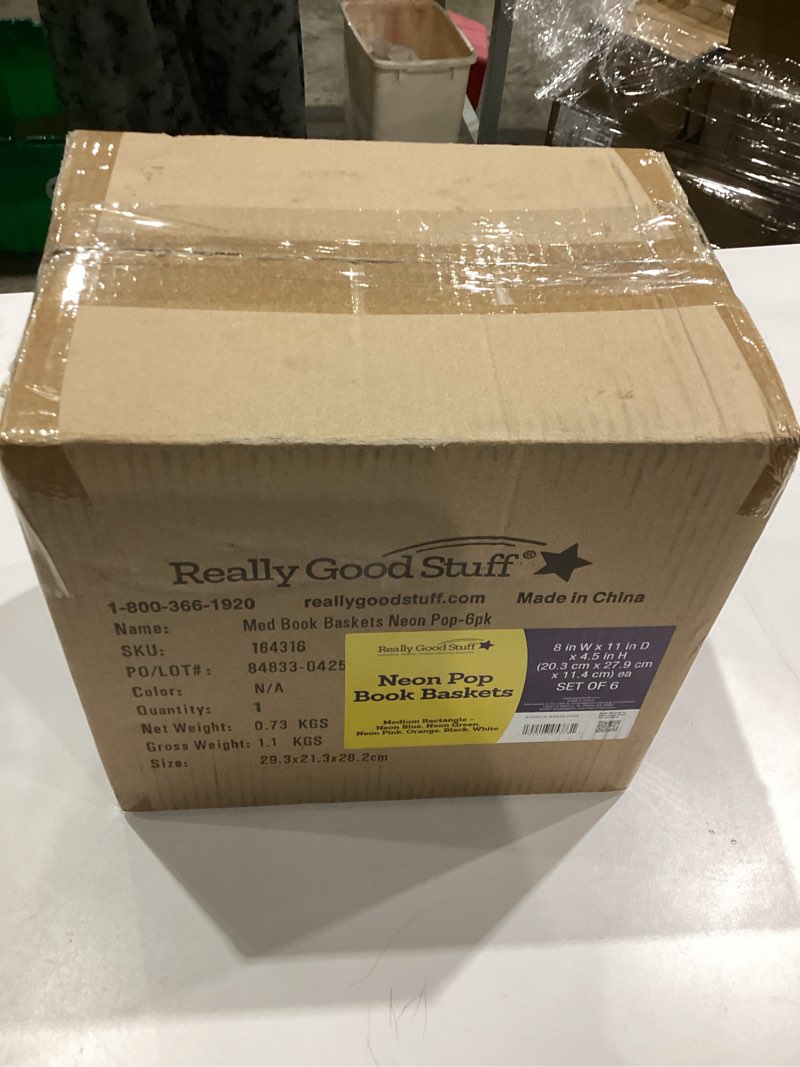 Really Good Stuff®
1-800-366-1920 reallygoodstuff.com Made in China
Name: Med Book Baskets Neon Pop-6pk
SKU: 164316
PO/LOT#: 84833-0425
Color: N/A
Quantity: 1
Net Weight: 0.73 KGS
Gross Weight: 1.1 KGS
Size: 29.3x21.3x28.2cm
Really Good Stuff
Neon Pop
Book Baskets
Medium Rectangle –
Neon Blue, Neon Green,
Neon Pink, Orange, Black, White
8 in W x 11 in D
x 4.5 in H
(20.3 cm x 27.9 cm
x 11.4 cm) ea
SET OF 6